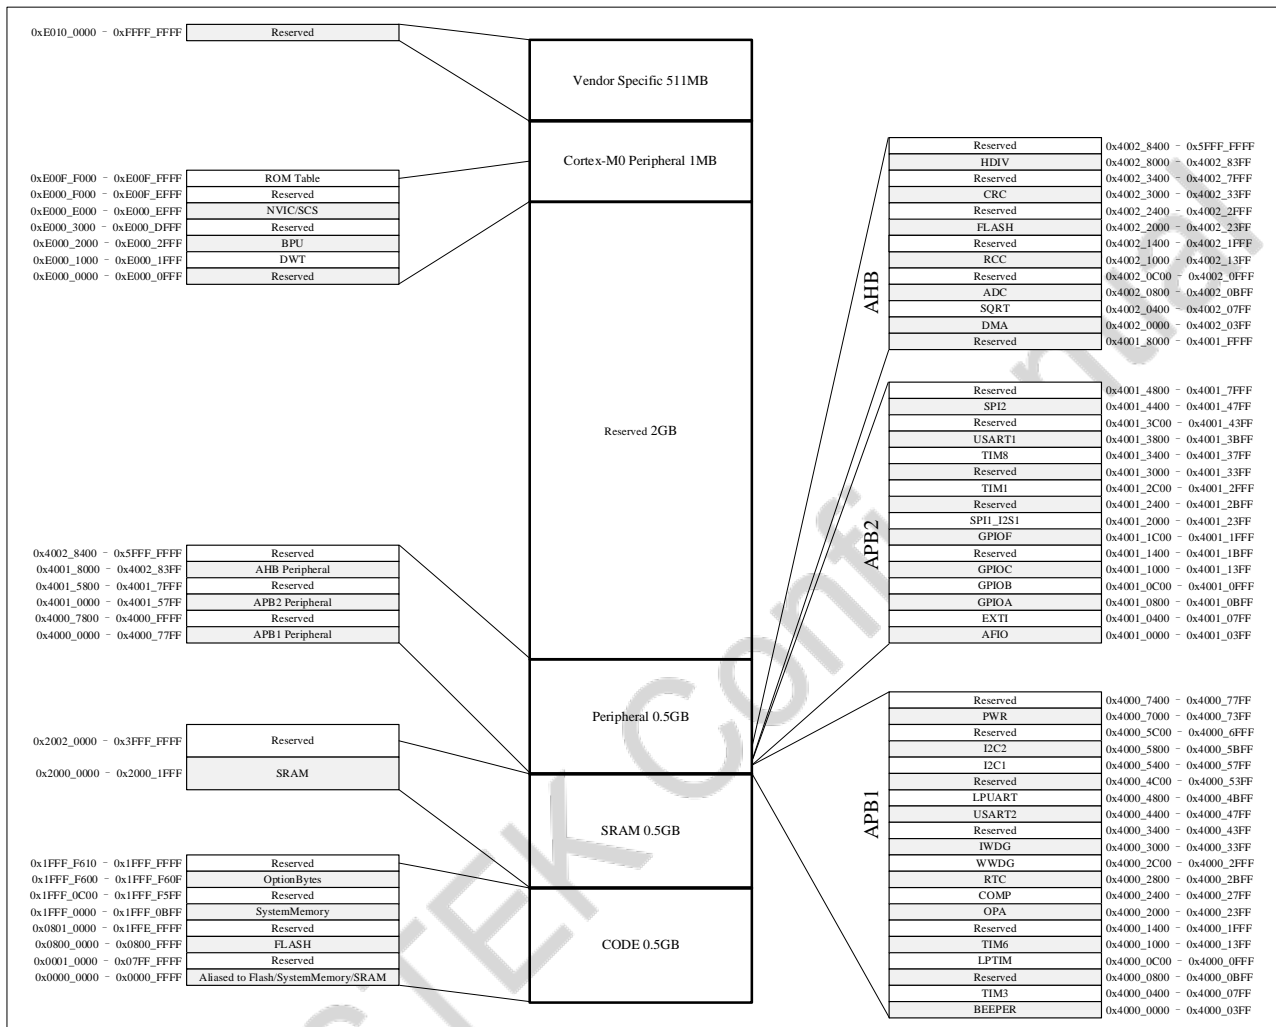 0xE010_0000 - 0xFFFF_FFFF Reserved
Vendor Specific 511MB
Cortex-M0 Peripheral 1MB
0xE00F_F000 - 0xE00F_FFFF ROM Table
0xE000_F000 - 0xE00F_EFFF Reserved
0xE000_E000 - 0xE000_EFFF NVIC/SCS
0xE000_3000 - 0xE000_DFFF Reserved
0xE000_2000 - 0xE000_2FFF BPU
0xE000_1000 - 0xE000_1FFF DWT
0xE000_0000 - 0xE000_0FFF Reserved
Reserved 2GB
0x4002_8400 - 0x5FFF_FFFF Reserved
0x4001_8000 - 0x4002_83FF AHB Peripheral
0x4001_5800 - 0x4001_7FFF Reserved
0x4001_0000 - 0x4001_57FF APB2 Peripheral
0x4000_7800 - 0x4000_FFFF Reserved
0x4000_0000 - 0x4000_77FF APB1 Peripheral
Peripheral 0.5GB
0x2002_0000 - 0x3FFF_FFFF Reserved
0x2000_0000 - 0x2000_1FFF SRAM
SRAM 0.5GB
0x1FFF_F610 - 0x1FFF_FFFF Reserved
0x1FFF_F600 - 0x1FFF_F60F OptionBytes
0x1FFF_0C00 - 0x1FFF_F5FF Reserved
0x1FFF_0000 - 0x1FFF_0BFF SystemMemory
0x0801_0000 - 0x1FFE_FFFF Reserved
0x0800_0000 - 0x0800_FFFF FLASH
0x0001_0000 - 0x07FF_FFFF Reserved
0x0000_0000 - 0x0000_FFFF Aliased to Flash/SystemMemory/SRAM
CODE 0.5GB
AHB
Reserved 0x4002_8400 - 0x5FFF_FFFF
HDIV 0x4002_8000 - 0x4002_83FF
Reserved 0x4002_3400 - 0x4002_7FFF
CRC 0x4002_3000 - 0x4002_33FF
Reserved 0x4002_2400 - 0x4002_2FFF
FLASH 0x4002_2000 - 0x4002_23FF
Reserved 0x4002_1400 - 0x4002_1FFF
RCC 0x4002_1000 - 0x4002_13FF
Reserved 0x4002_0C00 - 0x4002_0FFF
ADC 0x4002_0800 - 0x4002_0BFF
SQRT 0x4002_0400 - 0x4002_07FF
DMA 0x4002_0000 - 0x4002_03FF
Reserved 0x4001_8000 - 0x4001_FFFF
APB2
Reserved 0x4001_4800 - 0x4001_7FFF
SPI2 0x4001_4400 - 0x4001_47FF
Reserved 0x4001_3C00 - 0x4001_43FF
USART1 0x4001_3800 - 0x4001_3BFF
TIM8 0x4001_3400 - 0x4001_37FF
Reserved 0x4001_3000 - 0x4001_33FF
TIM1 0x4001_2C00 - 0x4001_2FFF
Reserved 0x4001_2400 - 0x4001_2BFF
SPI1_I2S1 0x4001_2000 - 0x4001_23FF
GPIOF 0x4001_1C00 - 0x4001_1FFF
Reserved 0x4001_1400 - 0x4001_1BFF
GPIOC 0x4001_1000 - 0x4001_13FF
GPIOB 0x4001_0C00 - 0x4001_0FFF
GPIOA 0x4001_0800 - 0x4001_0BFF
EXTI 0x4001_0400 - 0x4001_07FF
AFIO 0x4001_0000 - 0x4001_03FF
APB1
Reserved 0x4000_7400 - 0x4000_77FF
PWR 0x4000_7000 - 0x4000_73FF
Reserved 0x4000_5C00 - 0x4000_6FFF
I2C2 0x4000_5800 - 0x4000_5BFF
I2C1 0x4000_5400 - 0x4000_57FF
Reserved 0x4000_4C00 - 0x4000_53FF
LPUART 0x4000_4800 - 0x4000_4BFF
USART2 0x4000_4400 - 0x4000_47FF
Reserved 0x4000_3400 - 0x4000_43FF
IWDG 0x4000_3000 - 0x4000_33FF
WWDG 0x4000_2C00 - 0x4000_2FFF
RTC 0x4000_2800 - 0x4000_2BFF
COMP 0x4000_2400 - 0x4000_27FF
OPA 0x4000_2000 - 0x4000_23FF
Reserved 0x4000_1400 - 0x4000_1FFF
TIM6 0x4000_1000 - 0x4000_13FF
LPTIM 0x4000_0C00 - 0x4000_0FFF
Reserved 0x4000_0800 - 0x4000_0BFF
TIM3 0x4000_0400 - 0x4000_07FF
BEEPER 0x4000_0000 - 0x4000_03FF